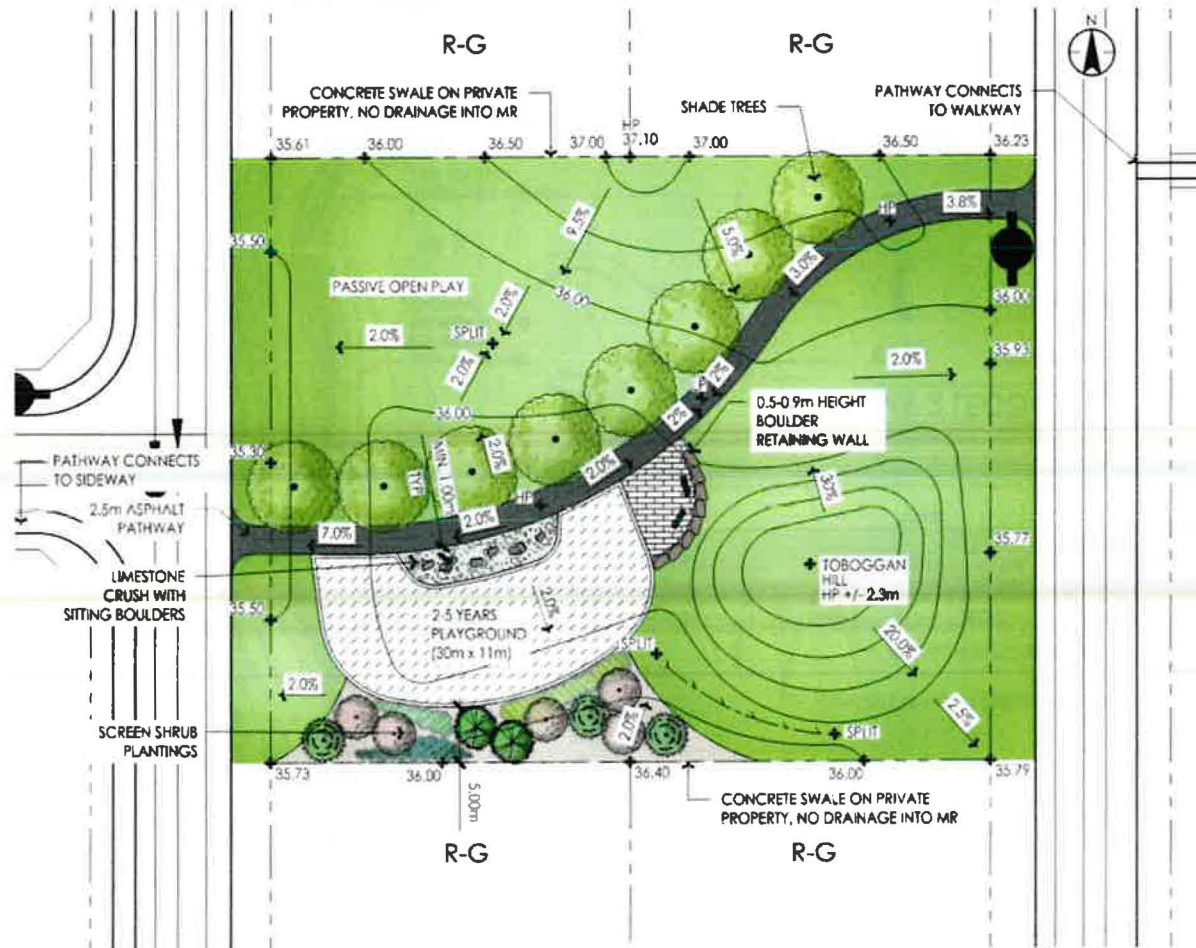 R-G
R-G
N
CONCRETE SWALE ON PRIVATE
PROPERTY, NO DRAINAGE INTO MR
SHADE TREES
PATHWAY CONNECTS
TO WALKWAY
HP
35.61
36.00
36.50
37.00
37.10
37.00
36.50
36.23
3.8%
HP
9.5%
5.0%
35.50
3.0%
PASSIVE OPEN PLAY
36.00
36.00
2.0%
SPLIT
2.0%
2.0%
35.93
2.0%
2%
36.00
2%
0.5-0.9m HEIGHT
BOULDER
RETAINING WALL
35.30
PATHWAY CONNECTS
TO SIDEWAY
2.0%
MIN. 1.00m
TYP.
2.0%
30%
2.5m ASPHALT
PATHWAY
HP
2.0%
7.0%
35.77
TOBOGGAN
HILL
HP +/- 2.3m
LIMESTONE
CRUSH WITH
SITTING BOULDERS
35.50
2.0%
2-5 YEARS
PLAYGROUND
(30m x 11m)
SPLIT
20.0%
2.0%
2.5%
SCREEN SHRUB
PLANTINGS
2.0%
SPLIT
35.73
36.00
36.40
36.00
35.79
5.00m
CONCRETE SWALE ON PRIVATE
PROPERTY, NO DRAINAGE INTO MR
R-G
R-G